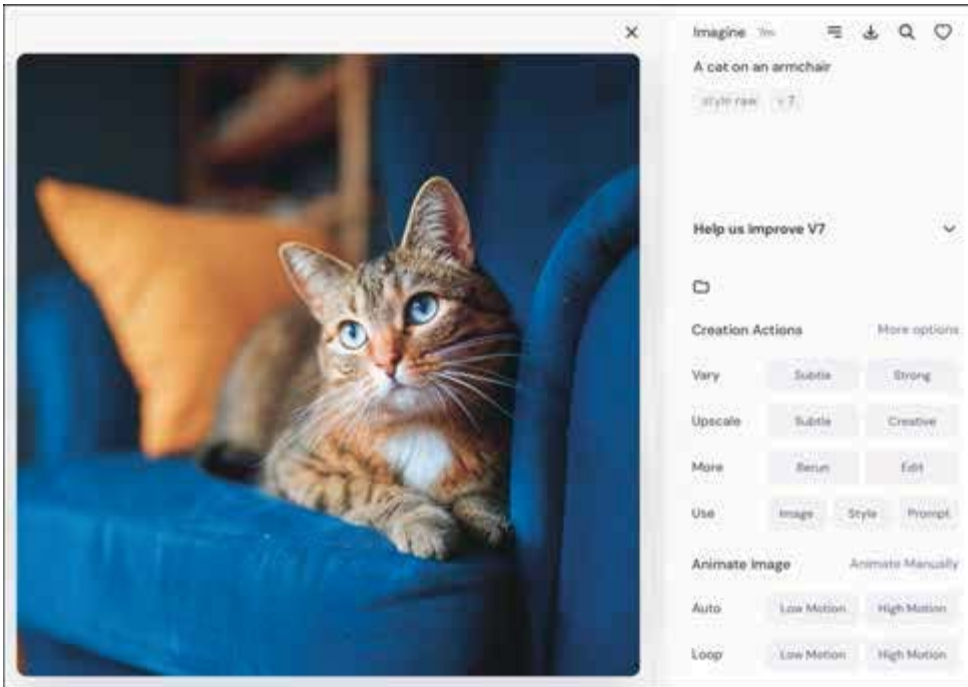 Imagine
A cat on an armchair
style raw v 7
Help us improve V7
Creation Actions More options
Vary Subtle Strong
Upscale Subtle Creative
More Rerun Edit
Use Image Style Prompt
Animate Image Animate Manually
Auto Low Motion High Motion
Loop Low Motion High Motion